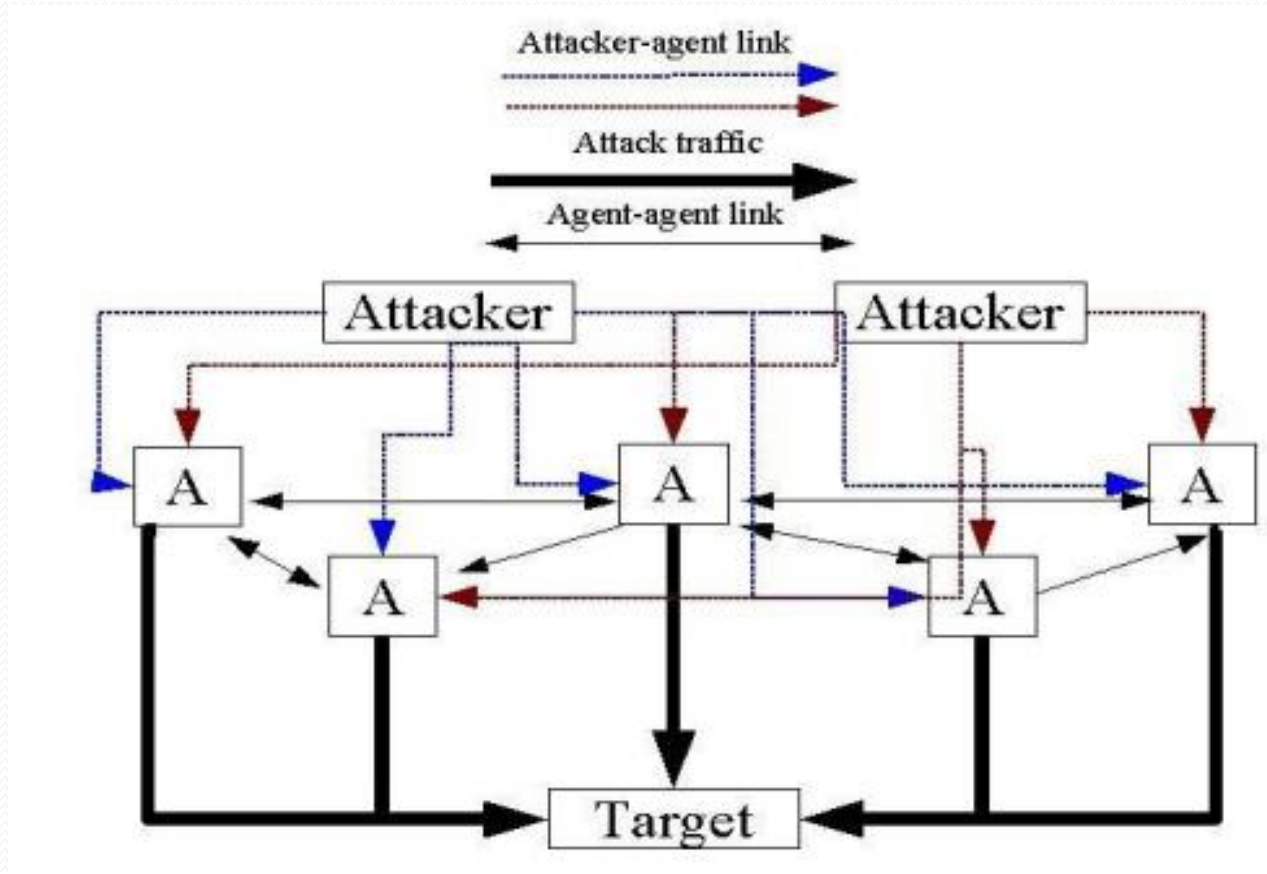 Attacker-agent link
Attack traffic
Agent-agent link
Attacker
Attacker
A
A
A
A
A
Target